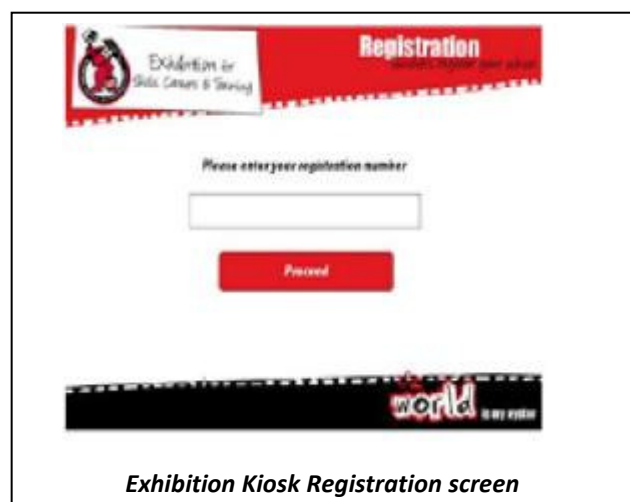 Registration
Exhibition for
Skills Careers & Training
Please enter your registration number
Proceed
world
Exhibition Kiosk Registration screen